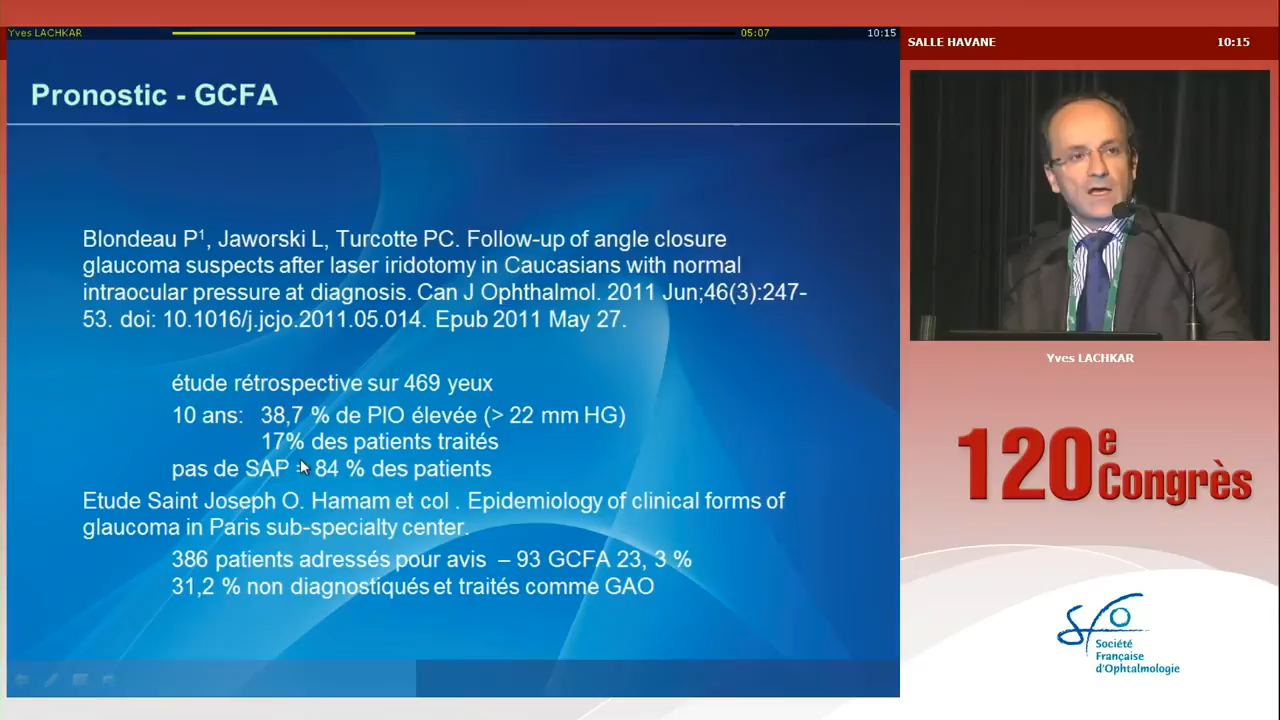 Yves LACHKAR
05:07
10:15
SALLE HAVANE
10:15
Pronostic - GCFA
Blondeau P¹, Jaworski L, Turcotte PC. Follow-up of angle closure
glaucoma suspects after laser iridotomy in Caucasians with normal
intraocular pressure at diagnosis. Can J Ophthalmol. 2011 Jun;46(3):247-
53. doi: 10.1016/j.jcjo.2011.05.014. Epub 2011 May 27.
étude rétrospective sur 469 yeux
10 ans: 38,7 % de PIO élevée (> 22 mm HG)
17% des patients traités
pas de SAP = 84 % des patients
Etude Saint Joseph O. Hamam et col . Epidemiology of clinical forms of
glaucoma in Paris sub-specialty center.
386 patients adressés pour avis – 93 GCFA 23, 3 %
31,2 % non diagnostiqués et traités comme GAO
Yves LACHKAR
120e
Congrès
sfo
Société
Française
d'Ophtalmologie